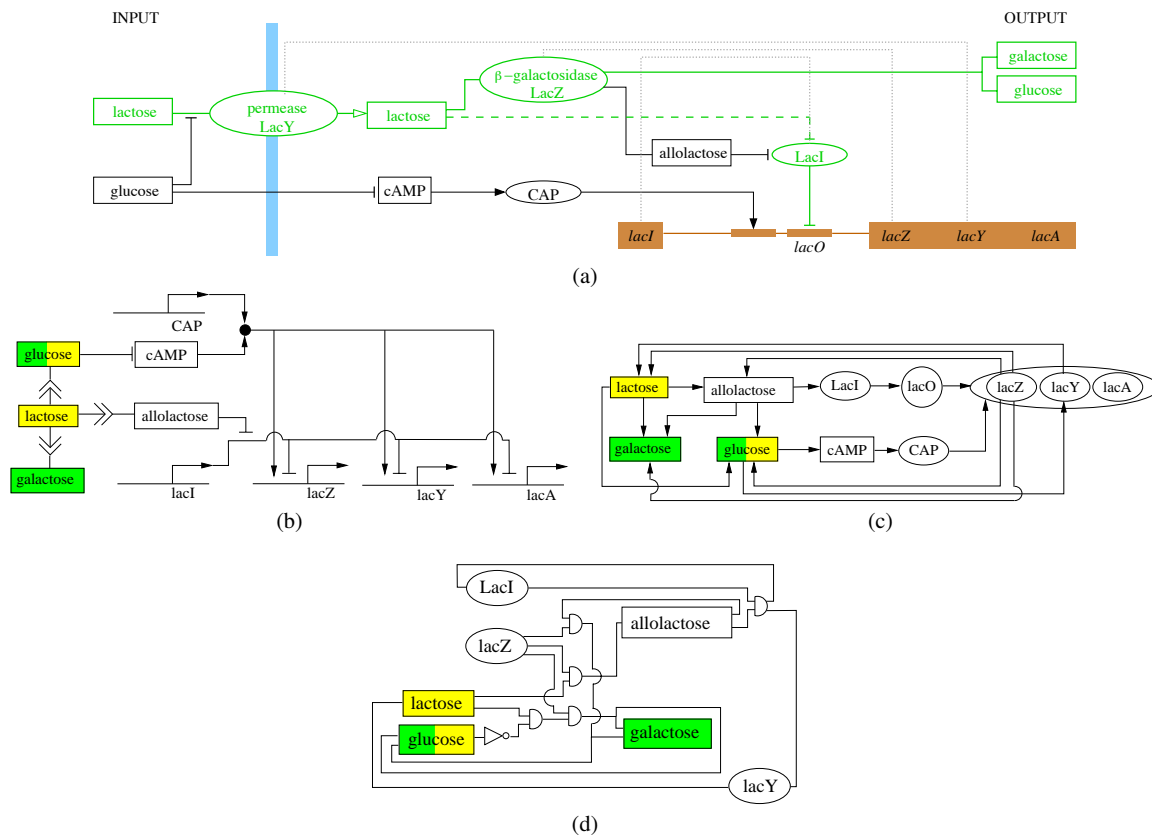 INPUT
OUTPUT
galactose
β−galactosidase
LacZ
glucose
lactose
permease
LacY
lactose
allolactose
LacI
glucose
cAMP
CAP
lacI
lacO
lacZ
lacY
lacA
(a)
CAP
glucose
cAMP
lactose
allolactose
galactose
lacI
lacZ
lacY
lacA
(b)
lactose
allolactose
LacI
lacO
lacZ
lacY
lacA
galactose
glucose
cAMP
CAP
(c)
LacI
allolactose
lacZ
lactose
glucose
galactose
lacY
(d)